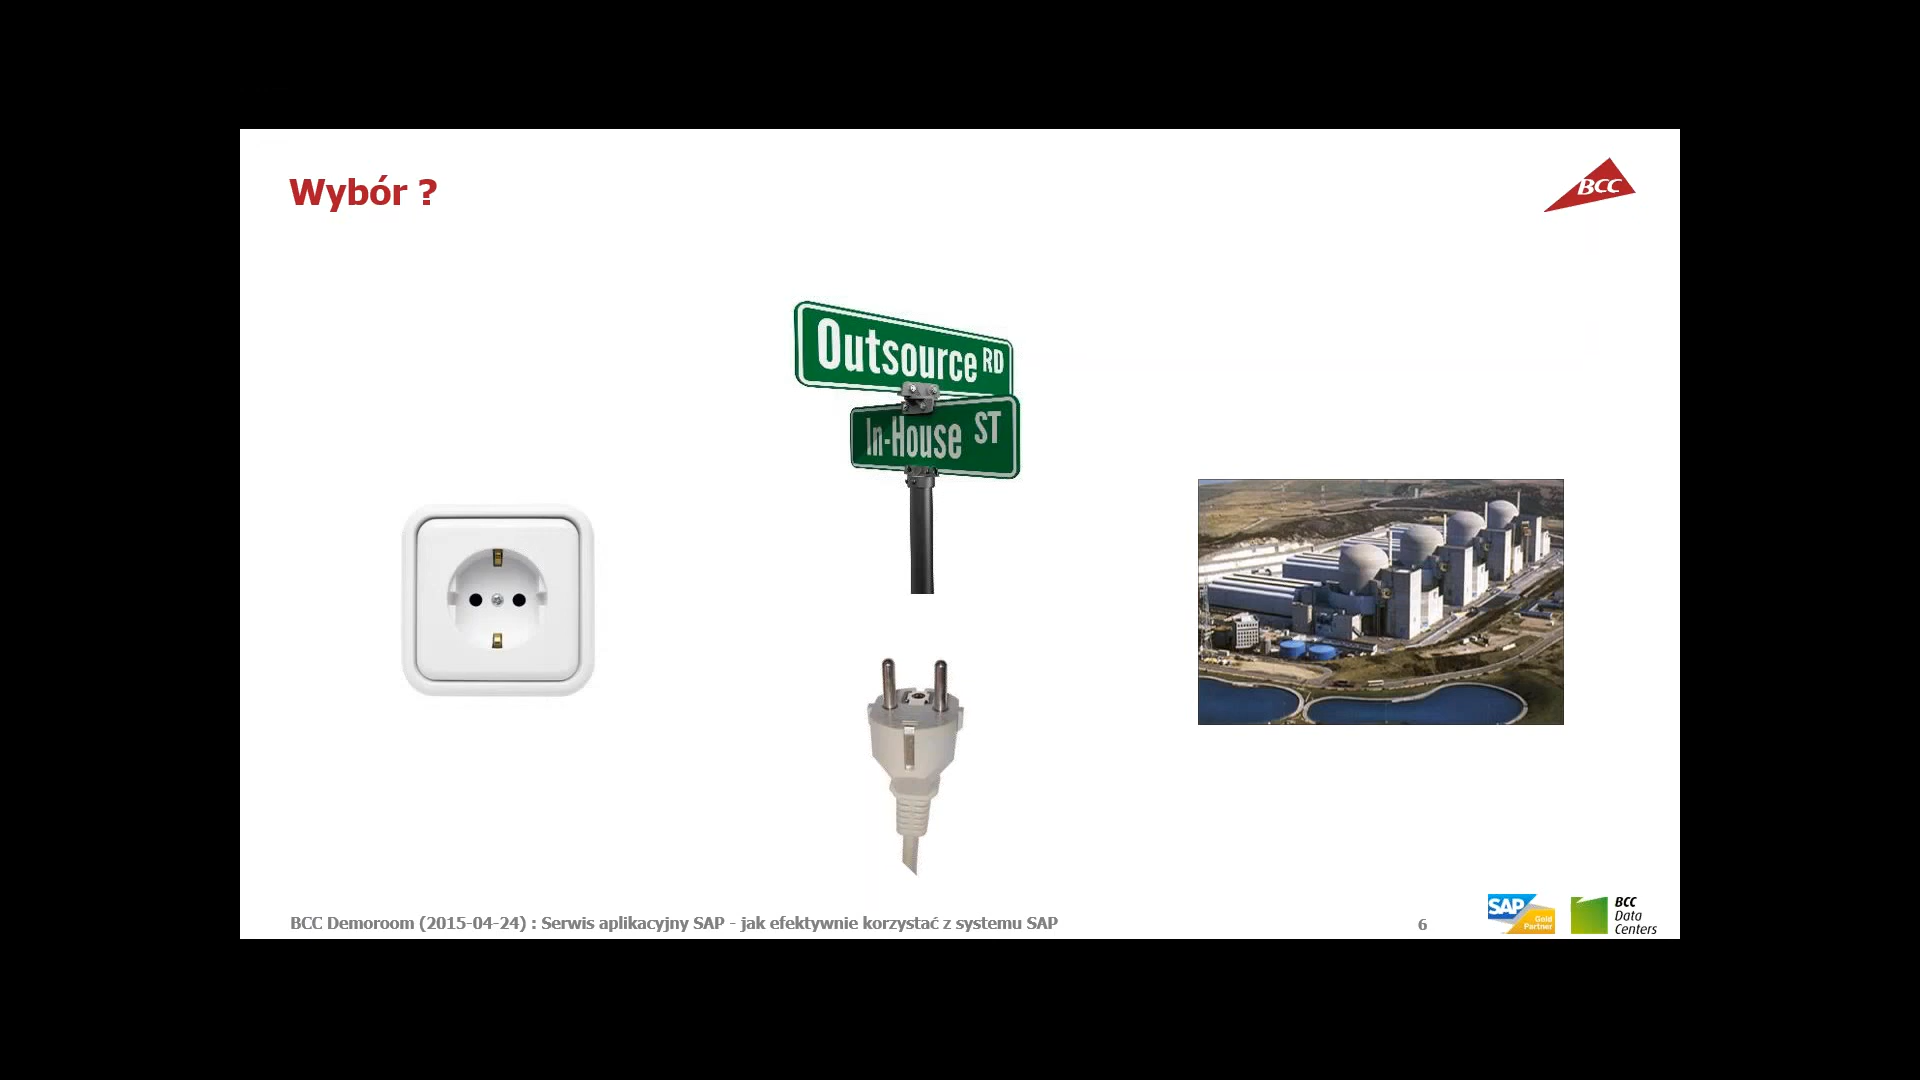 Wybór ?
BCC
Outsource RD
In-House ST
BCC Demoroom (2015-04-24) : Serwis aplikacyjny SAP - jak efektywnie korzystać z systemu SAP
6
SAP
Gold
Partner
BCC
Data
Centers